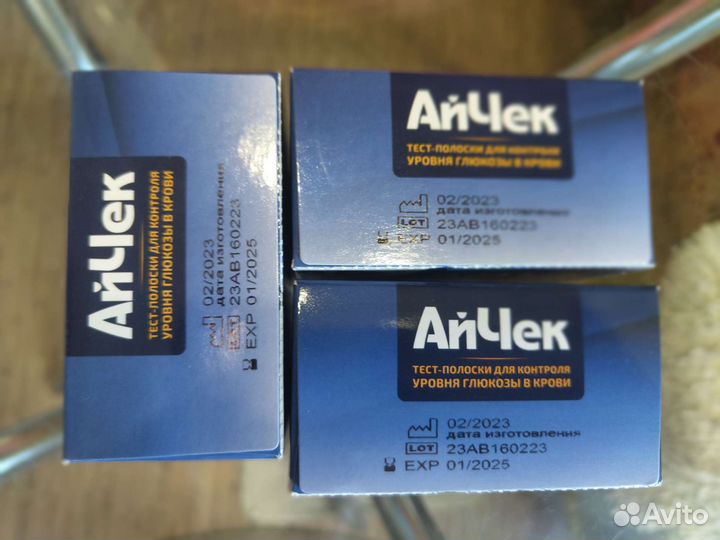 АйЧек
ТЕСТ-ПОЛОСКИ ДЛЯ КОНТРОЛЯ
УРОВНЯ ГЛЮКОЗЫ В КРОВИ
02/2023
дата изготовления
LOT 23AB160223
EXP 01/2025
АйЧек
ТЕСТ-ПОЛОСКИ ДЛЯ КОНТРОЛЯ
УРОВНЯ ГЛЮКОЗЫ В КРОВИ
02/2023
дата изготовления
LOT 23AB160223
EXP 01/2025
АйЧек
ТЕСТ-ПОЛОСКИ ДЛЯ КОНТРОЛЯ
УРОВНЯ ГЛЮКОЗЫ В КРОВИ
02/2023
дата изготовления
LOT 23AB160223
EXP 01/2025
Avito